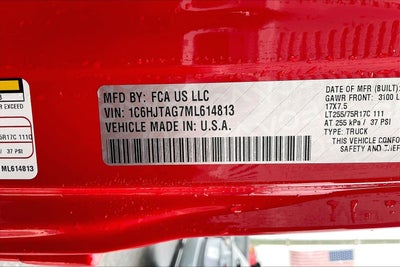 R EXCEED
R17C 111C
/ 37 PSI
ML614813
MFD BY: FCA US LLC
VIN: 1C6HJTAG7ML614813
VEHICLE MADE IN U.S.A.
DATE OF MFR (BUILT):
GAWR FRONT: 3100 L
17X7.5
LT255/75R17C 111
AT 255 kPa / 37 PSI
TYPE: TRUCK
THIS VEHICLE CONFO
SAFETY AND TEF